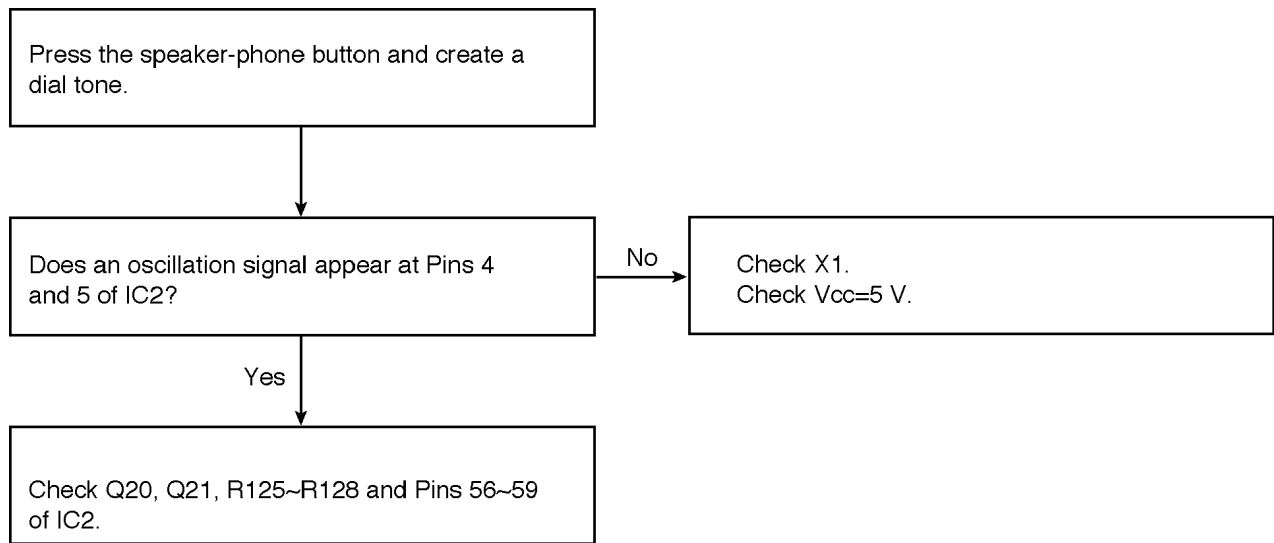 Press the speaker-phone button and create a
dial tone.
Does an oscillation signal appear at Pins 4
and 5 of IC2?
No
Check X1.
Check Vcc=5 V.
Yes
Check Q20, Q21, R125~R128 and Pins 56~59
of IC2.